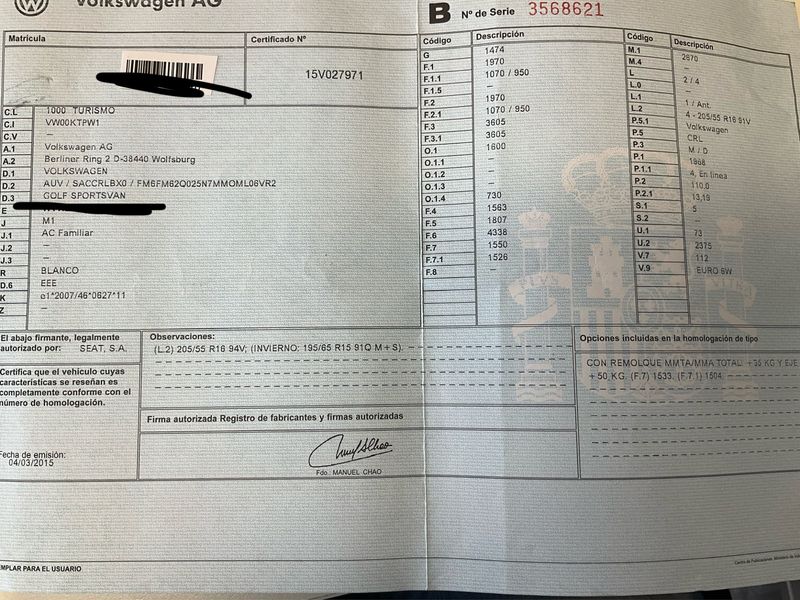 Volkswagen AG
B Nº de Serie 3568621
Matrícula
Certificado Nº
15V027971
C.L 1000 TURISMO
C.I VW00KTPW1
C.V –
A.1 Volkswagen AG
A.2 Berliner Ring 2 D-38440 Wolfsburg
D.1 VOLKSWAGEN
D.2 AUV / SACCRLBX0 / FM6FM62Q025N7MMOML06VR2
D.3 GOLF SPORTSVAN
E
J M1
J.1 AC Familiar
J.2 –
J.3 –
R BLANCO
D.6 EEE
K e1*2007/46*0627*11
Z –
Código Descripción
G 1474
F.1 1970
F.1.1 1070 / 950
F.1.5 –
F.2 1970
F.2.1 1070 / 950
F.3 3605
F.3.1 3605
O.1 1600
O.1.1 –
O.1.2 –
O.1.3 –
O.1.4 730
F.4 1563
F.5 1807
F.6 4338
F.7 1550
F.7.1 1526
F.8 –
Código Descripción
M.1 2670
M.4 –
L 2 / 4
L.0 –
L.1 1 / Ant.
L.2 4 - 205/55 R16 91V
P.5.1 Volkswagen
P.5 CRL
P.3 M / D
P.1 1968
P.1.1 4, En línea
P.2 110,0
P.2.1 13,19
S.1 5
S.2 –
U.1 73
U.2 2375
V.7 112
V.9 EURO 6W
El abajo firmante, legalmente
autorizado por: SEAT, S.A.
Certifica que el vehículo cuyas
características se reseñan es
completamente conforme con el
número de homologación.
Fecha de emisión:
04/03/2015
Observaciones:
(L.2) 205/55 R16 94V; (INVIERNO: 195/65 R15 91Q M+S).
Firma autorizada Registro de fabricantes y firmas autorizadas
Fdo.: MANUEL CHAO
Opciones incluidas en la homologación de tipo
CON REMOLQUE MMTA/MMA TOTAL: +35 KG Y EJE
+50 KG. (F.7) 1533. (F.7.1) 1504.
EMPLAR PARA EL USUARIO